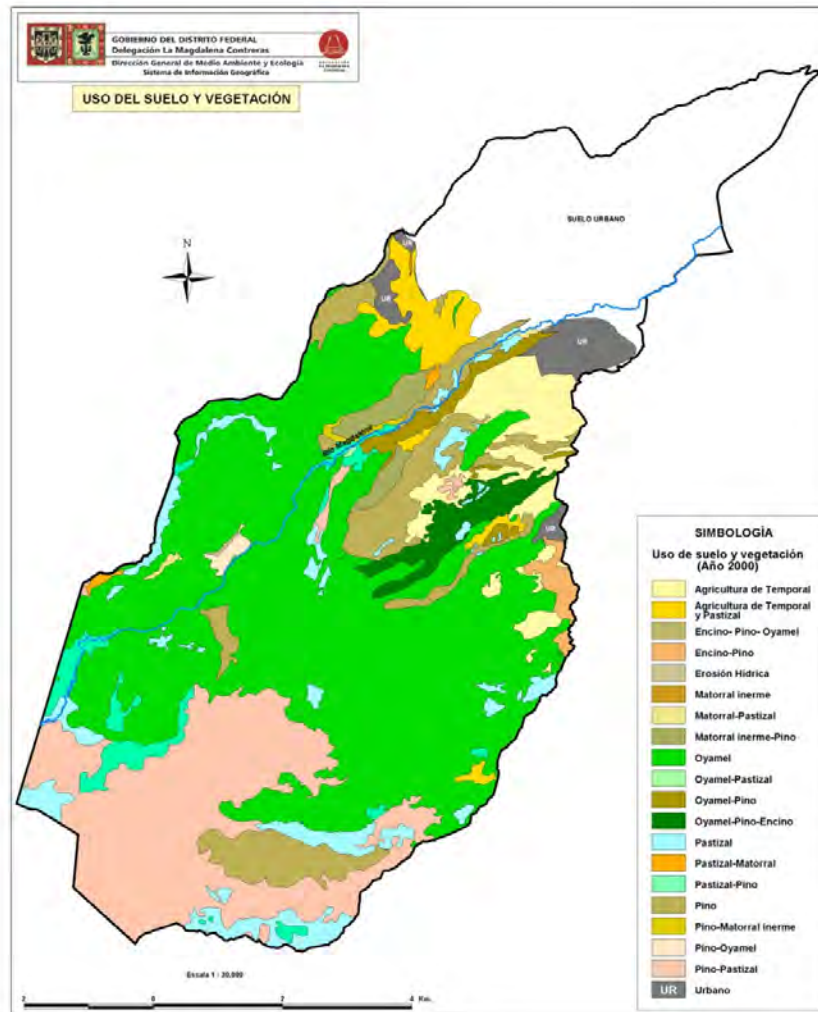 GOBIERNO DEL DISTRITO FEDERAL
Delegación La Magdalena Contreras
Dirección General de Medio Ambiente y Ecología
Sistema de Información Geográfica
USO DEL SUELO Y VEGETACIÓN
SUELO URBANO
N
UR
UR
UR
Río Magdalena
UR
SIMBOLOGÍA
Uso de suelo y vegetación
(Año 2000)
Agricultura de Temporal
Agricultura de Temporal
y Pastizal
Encino- Pino- Oyamel
Encino-Pino
Erosión Hídrica
Matorral inerme
Matorral-Pastizal
Matorral inerme-Pino
Oyamel
Oyamel-Pastizal
Oyamel-Pino
Oyamel-Pino-Encino
Pastizal
Pastizal-Matorral
Pastizal-Pino
Pino
Pino-Matorral inerme
Pino-Oyamel
Pino-Pastizal
UR Urbano
Escala 1 : 20,000
2 0 2 4 Km.